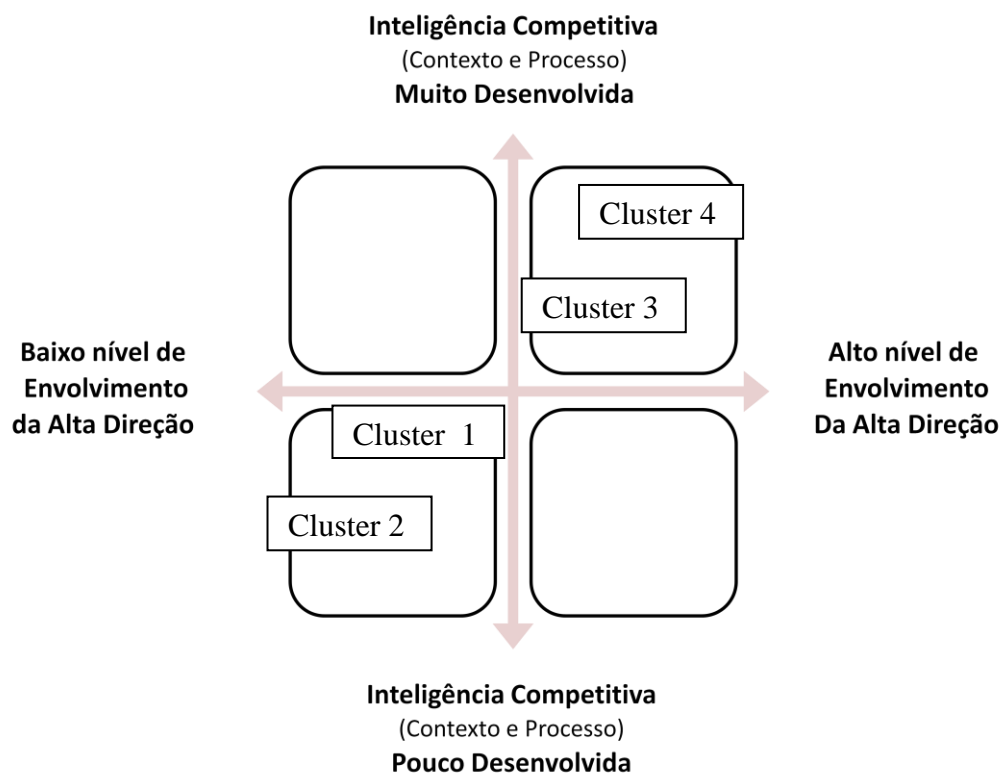 Inteligência Competitiva
(Contexto e Processo)
Muito Desenvolvida
Cluster 4
Cluster 3
Baixo nível de
Envolvimento
da Alta Direção
Alto nível de
Envolvimento
Da Alta Direção
Cluster 1
Cluster 2
Inteligência Competitiva
(Contexto e Processo)
Pouco Desenvolvida